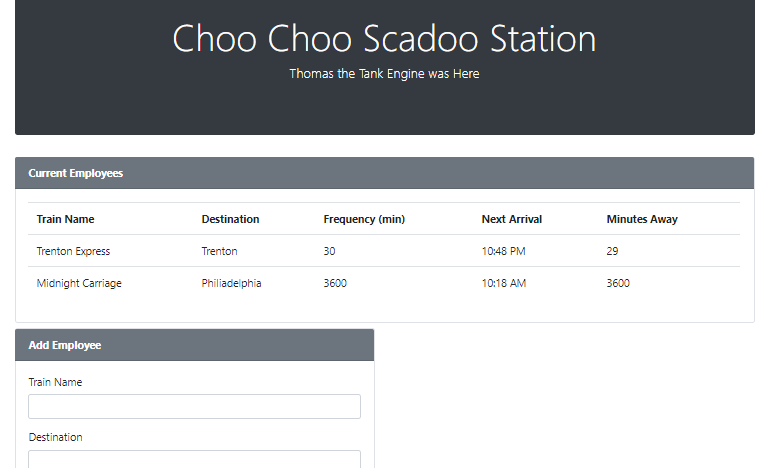 Choo Choo Scadoo Station
Thomas the Tank Engine was Here
Current Employees
Train Name Destination Frequency (min) Next Arrival Minutes Away
Trenton Express Trenton 30 10:48 PM 29
Midnight Carriage Philiadelphia 3600 10:18 AM 3600
Add Employee
Train Name
Destination